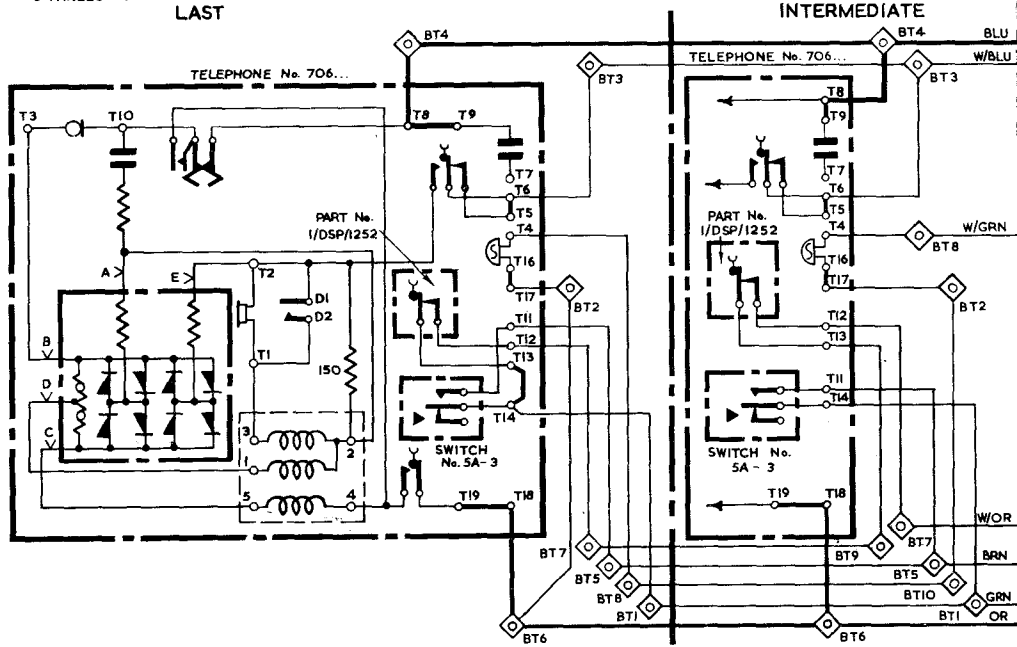 LAST
INTERMEDIATE
BT4
BT4
BLU
TELEPHONE No. 706...
BT3
TELEPHONE No. 706...
BT3
W/BLU
T3
T10
T8
T9
T8
T9
T7
T6
T5
T7
T6
T5
PART No.
1/DSP/1252
T4
T16
T17
PART No.
1/DSP/1252
T4
T16
T17
BT8
W/GRN
A
E
T2
D1
D2
BT2
BT2
T11
T12
T13
T14
T12
T13
T11
T14
B
D
C
T1
150
3
2
1
5
4
SWITCH
No. 5A-3
SWITCH No.
5A - 3
T19
T18
T19
T18
BT7
BT9
BT7
W/OR
BT5
BT5
BRN
BT8
BT10
BT1
BT1
GRN
BT6
BT6
OR